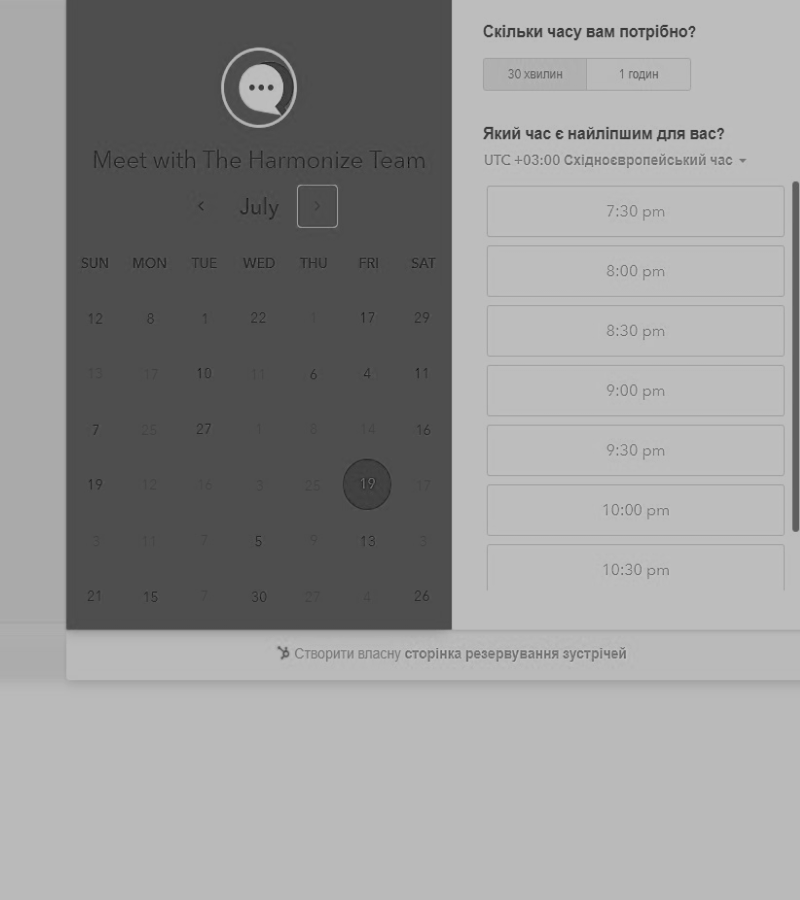 Meet with The Harmonize Team
July
SUN MON TUE WED THU FRI SAT
12 8 1 22 1 17 29
13 17 10 11 6 4 11
7 25 27 1 8 14 16
19 12 16 3 25 19 17
3 11 7 5 9 13 3
21 15 7 30 27 4 26
Скільки часу вам потрібно?
30 хвилин 1 годин
Який час є найліпшим для вас?
UTC +03:00 Східноєвропейський час
7:30 pm
8:00 pm
8:30 pm
9:00 pm
9:30 pm
10:00 pm
10:30 pm
Створити власну сторінка резервування зустрічей